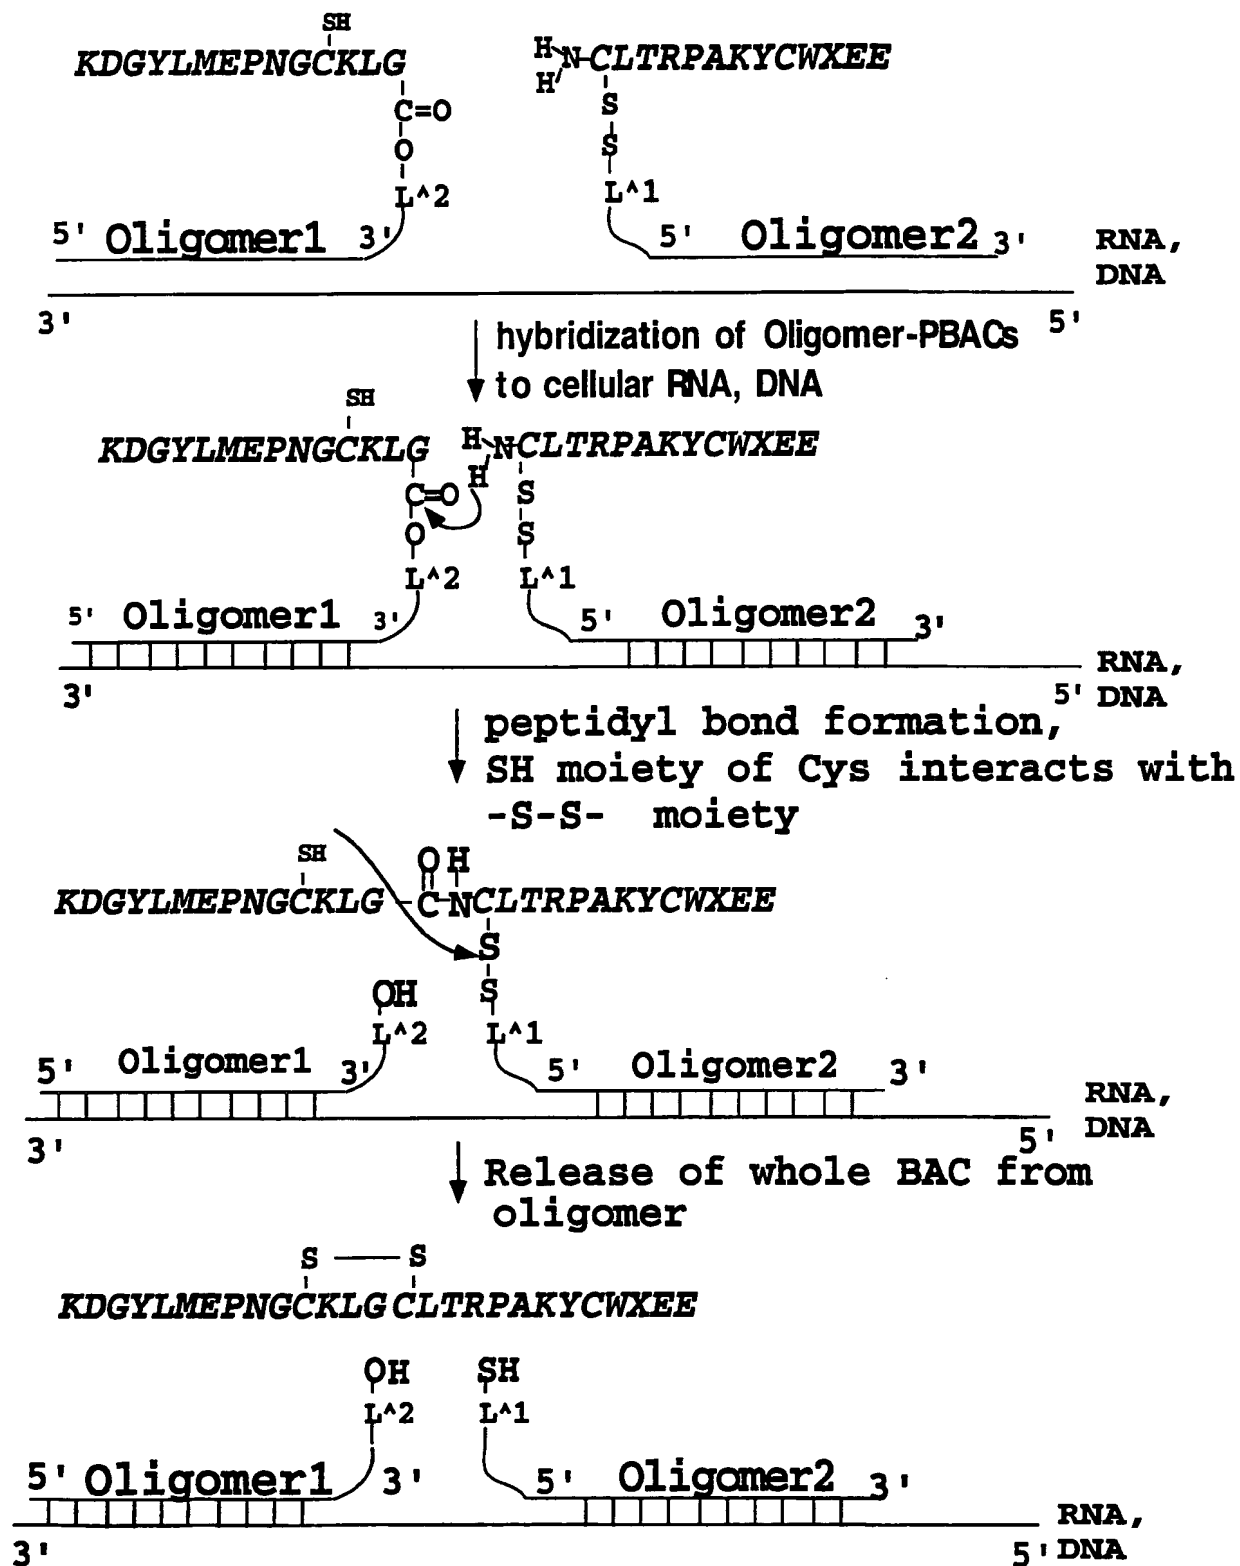 SH
KDGYLMEPNGCKLG
H
H
N-CLTRPAKYCWXEE
C=O
O
L^2
S
S
L^1
5' Oligomer1 3'
5' Oligomer2 3'
RNA,
DNA
3'
5'
hybridization of Oligomer-PBACs
to cellular RNA, DNA
SH
KDGYLMEPNGCKLG
H
H
N-CLTRPAKYCWXEE
C=O
O
L^2
S
S
L^1
5' Oligomer1 3'
5' Oligomer2 3'
RNA,
DNA
3'
5'
peptidyl bond formation,
SH moiety of Cys interacts with
-S-S- moiety
SH
O H
KDGYLMEPNGCKLG -C-NCLTRPAKYCWXEE
S
S
L^1
OH
L^2
5' Oligomer1 3'
5' Oligomer2 3'
RNA,
DNA
3'
5'
Release of whole BAC from
oligomer
S — S
KDGYLMEPNGCKLGCLTRPAKYCWXEE
OH
L^2
SH
L^1
5' Oligomer1 3'
5' Oligomer2 3'
RNA,
DNA
3'
5'